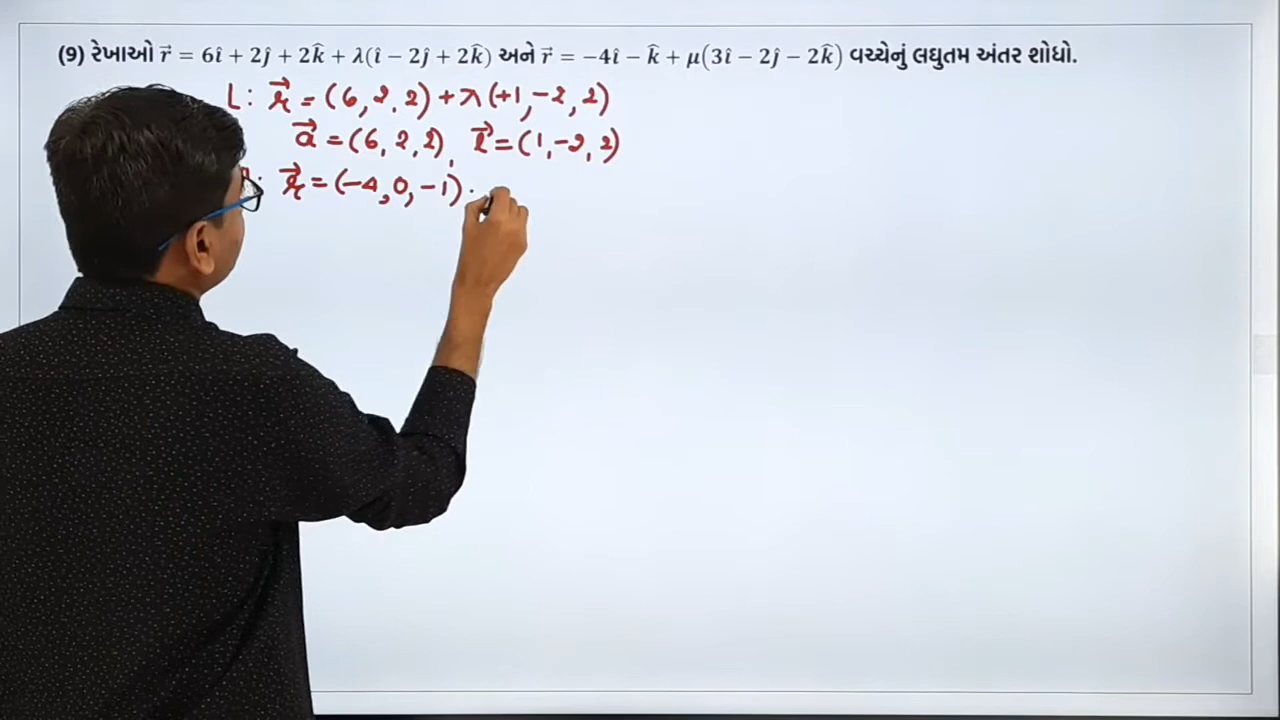 (9) રેખાઓ r⃗ = 6î + 2ĵ + 2k̂ + λ(î − 2ĵ + 2k̂) અને r⃗ = −4î − k̂ + μ(3î − 2ĵ − 2k̂) વચ્ચેનું લઘુતમ અંતર શોધો.
L: r⃗ = (6, 2, 2) + λ(+1, −2, 2)
a⃗ = (6, 2, 2), l⃗ = (1, −2, 2)
: r⃗ = (−4, 0, −1)